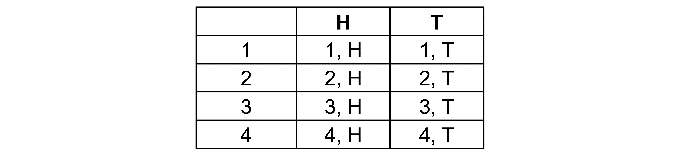 H T
1 1, H 1, T
2 2, H 2, T
3 3, H 3, T
4 4, H 4, T